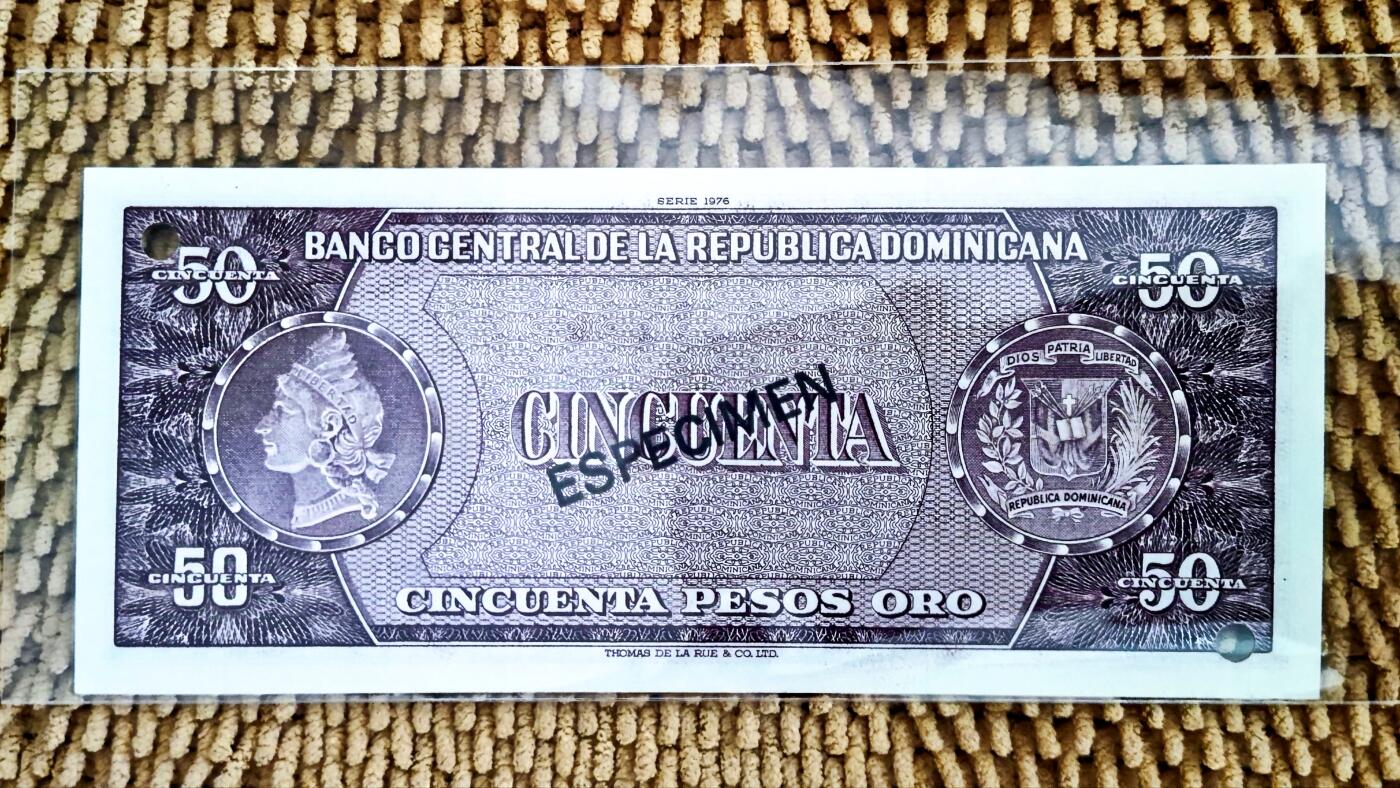 SERIE 1976
BANCO CENTRAL DE LA REPUBLICA DOMINICANA
50
CINCUENTA
50
CINCUENTA
LIBERTAD
DIOS PATRIA LIBERTAD
CINCUENTA
ESPECIMEN
REPUBLICA DOMINICANA
50
CINCUENTA
50
CINCUENTA
CINCUENTA PESOS ORO
THOMAS DE LA RUE & CO. LTD.